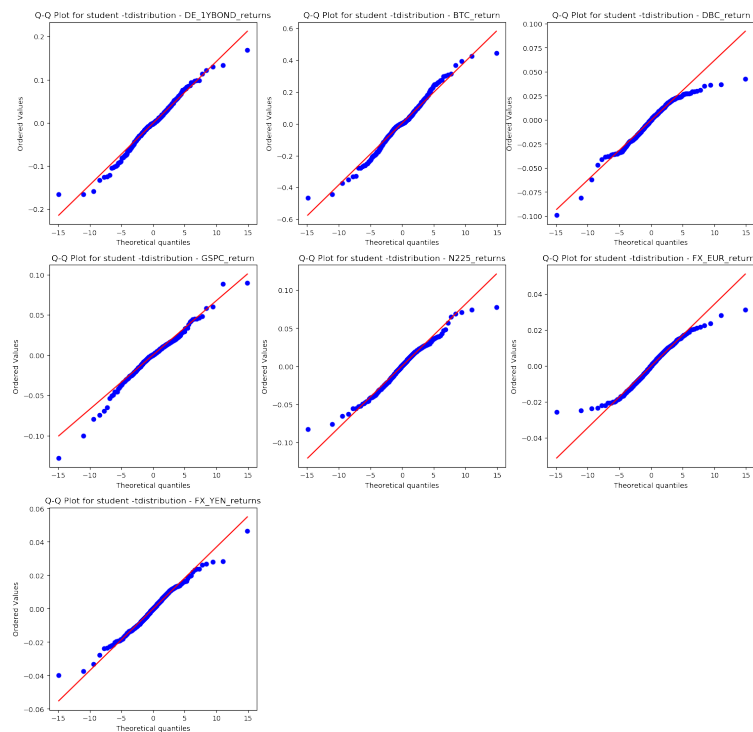 Q-Q Plot for student -tdistribution - DE_1YBOND_returns
Q-Q Plot for student -tdistribution - BTC_return
Q-Q Plot for student -tdistribution - DBC_return
Ordered Values
0.2
0.1
0.0
−0.1
−0.2
−15 −10 −5 0 5 10 15
Theoretical quantiles
Ordered Values
0.6
0.4
0.2
0.0
−0.2
−0.4
−0.6
−15 −10 −5 0 5 10 15
Theoretical quantiles
Ordered Values
0.100
0.075
0.050
0.025
0.000
−0.025
−0.050
−0.075
−0.100
−15 −10 −5 0 5 10 15
Theoretical quantiles
Q-Q Plot for student -tdistribution - GSPC_return
Q-Q Plot for student -tdistribution - N225_returns
Q-Q Plot for student -tdistribution - FX_EUR_return
Ordered Values
0.10
0.05
0.00
−0.05
−0.10
−15 −10 −5 0 5 10 15
Theoretical quantiles
Ordered Values
0.10
0.05
0.00
−0.05
−0.10
−15 −10 −5 0 5 10 15
Theoretical quantiles
Ordered Values
0.04
0.02
0.00
−0.02
−0.04
−15 −10 −5 0 5 10 15
Theoretical quantiles
Q-Q Plot for student -tdistribution - FX_YEN_returns
Ordered Values
0.06
0.04
0.02
0.00
−0.02
−0.04
−0.06
−15 −10 −5 0 5 10 15
Theoretical quantiles